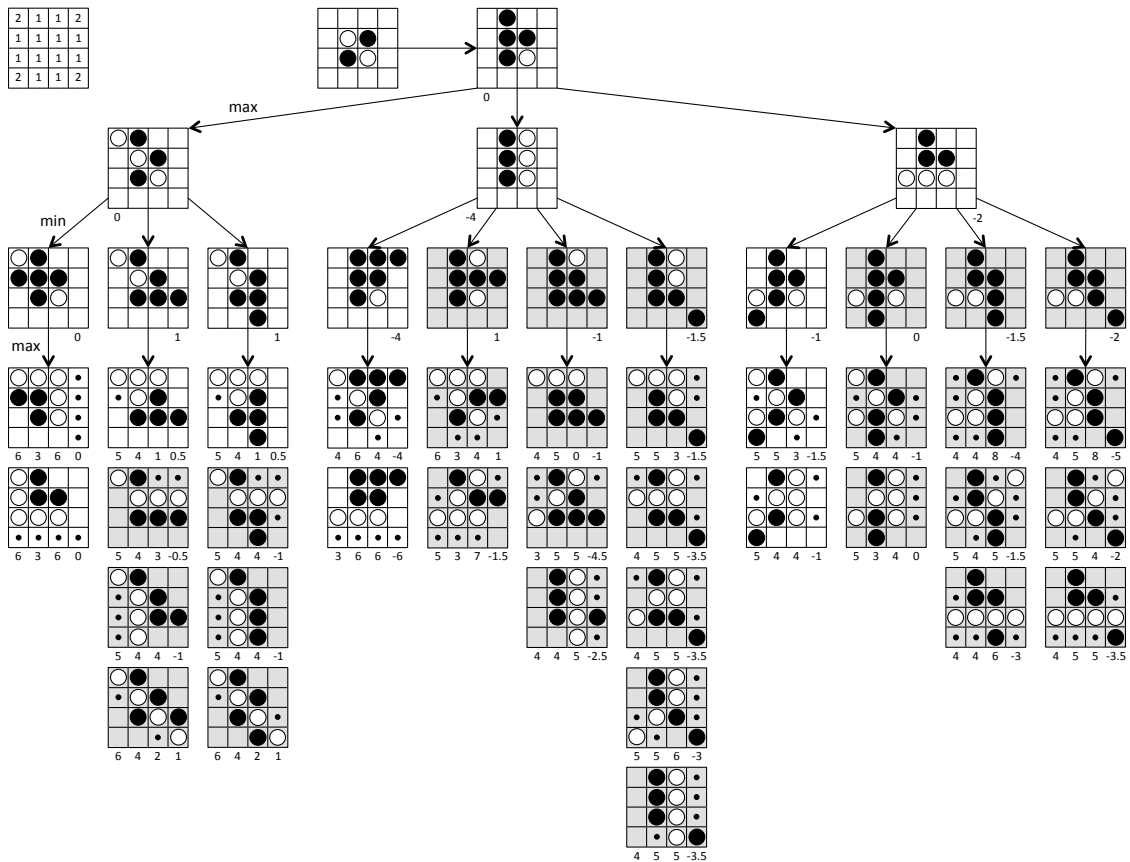 2 1 1 2
1 1 1 1
1 1 1 1
2 1 1 2
0
max
0
-4
-2
min
0
1
1
-4
1
-1
-1.5
-1
0
-1.5
-2
max
6 3 6 0
5 4 1 0.5
5 4 1 0.5
4 6 4 -4
6 3 4 1
4 5 0 -1
5 5 3 -1.5
5 5 3 -1.5
4 4 4 -1
4 4 8 -4
4 5 8 -5
6 3 6 0
5 4 3 -0.5
5 4 4 -1
3 6 6 -6
5 3 7 -1.5
3 5 5 -4.5
4 5 5 -3.5
5 4 4 -1
5 3 4 0
4 4 5 -1.5
4 5 4 -2
5 4 4 -1
5 4 4 -1
4 4 5 -2.5
4 5 5 -3.5
4 4 6 -3
4 5 5 -3.5
6 4 2 1
6 4 2 1
5 5 6 -3
4 5 5 -3.5